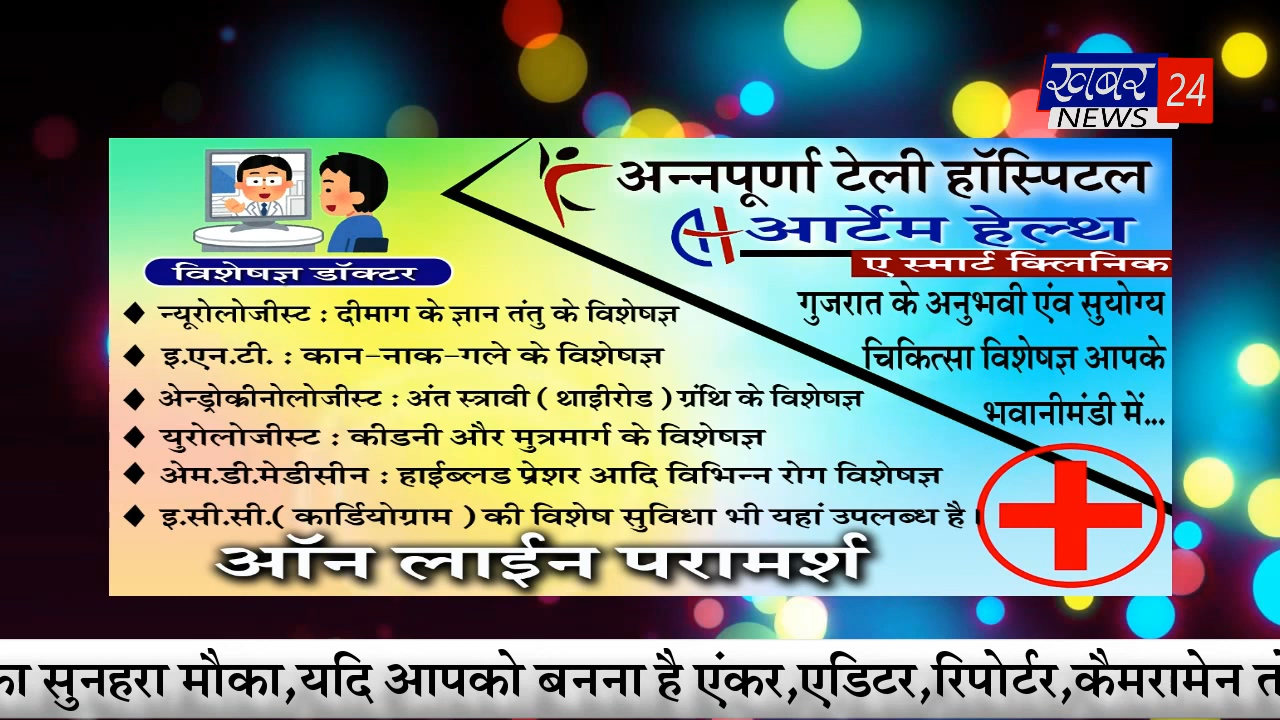 खबर 24
NEWS
अन्नपूर्णा टेली हॉस्पिटल
आर्टेम हेल्थ
ए स्मार्ट क्लिनिक
गुजरात के अनुभवी एंव सुयोग्य
चिकित्सा विशेषज्ञ आपके
भवानीमंडी में...
विशेषज्ञ डॉक्टर
◆ न्यूरोलोजीस्ट : दीमाग के ज्ञान तंतु के विशेषज्ञ
◆ इ.एन.टी. : कान-नाक-गले के विशेषज्ञ
◆ अेन्ड्रोक्रीनोलोजीस्ट : अंत स्त्रावी ( थाइीरोड ) ग्रंथि के विशेषज्ञ
◆ युरोलोजीस्ट : कीडनी और मुत्रमार्ग के विशेषज्ञ
◆ अेम.डी.मेडीसीन : हाईब्लड प्रेशर आदि विभिन्न रोग विशेषज्ञ
◆ इ.सी.सी.( कार्डियोग्राम ) की विशेष सुविधा भी यहां उपलब्ध है।
ऑन लाईन परामर्श
का सुनहरा मौका,यदि आपको बनना है एंकर,एडिटर,रिपोर्टर,कैमरामेन तो